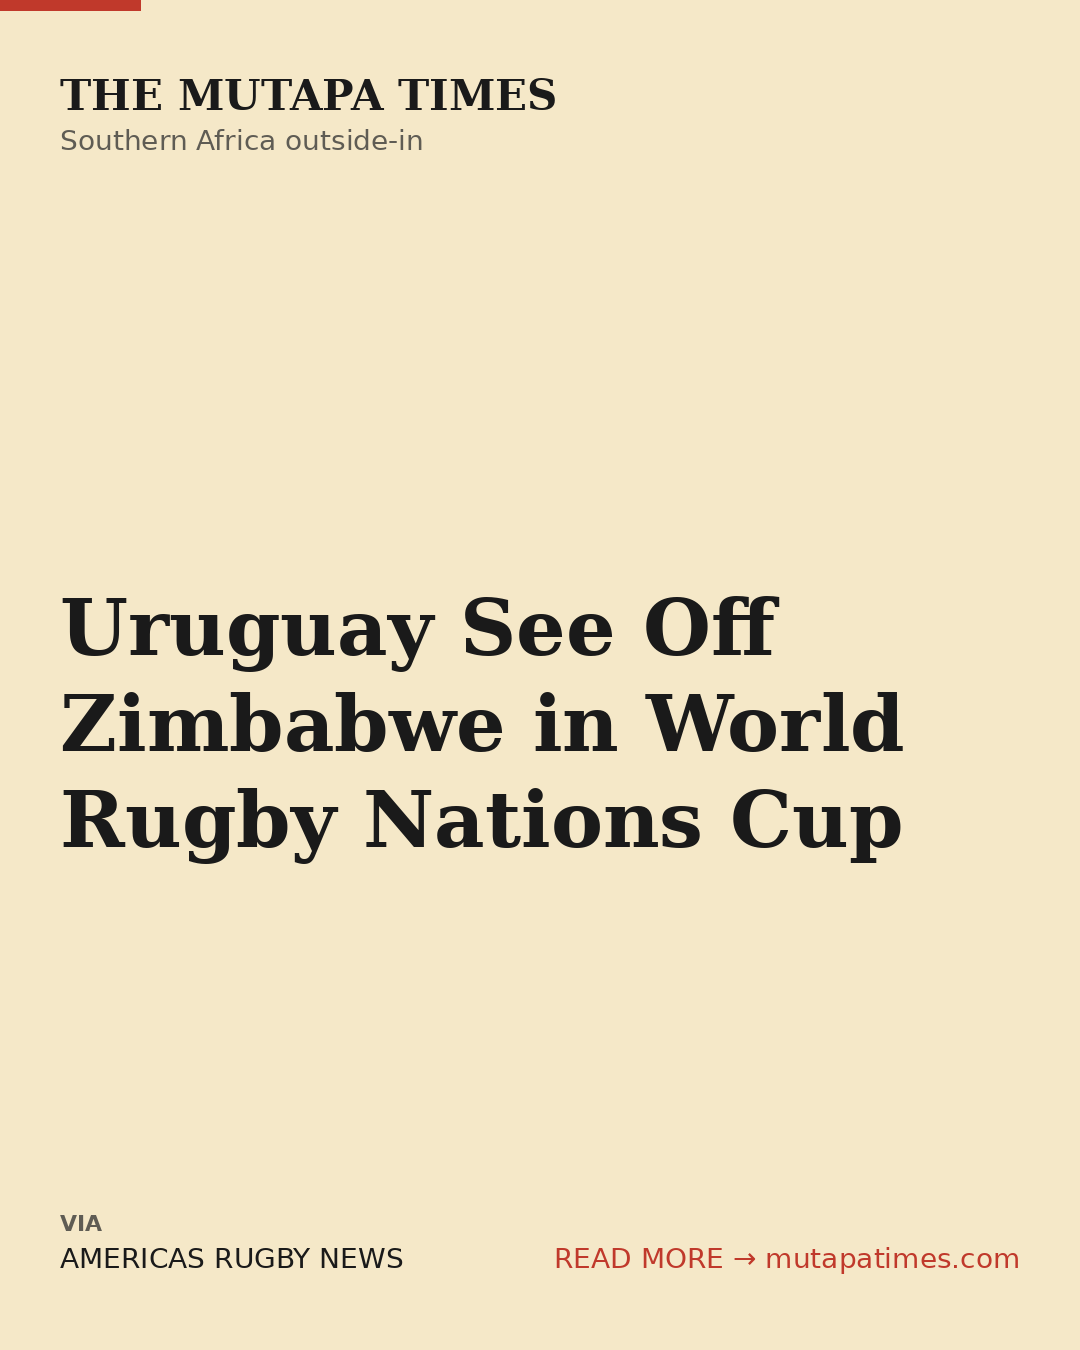 THE MUTAPA TIMES
Southern Africa outside-in
Uruguay See Off
Zimbabwe in World
Rugby Nations Cup
VIA
AMERICAS RUGBY NEWS
READ MORE → mutapatimes.com